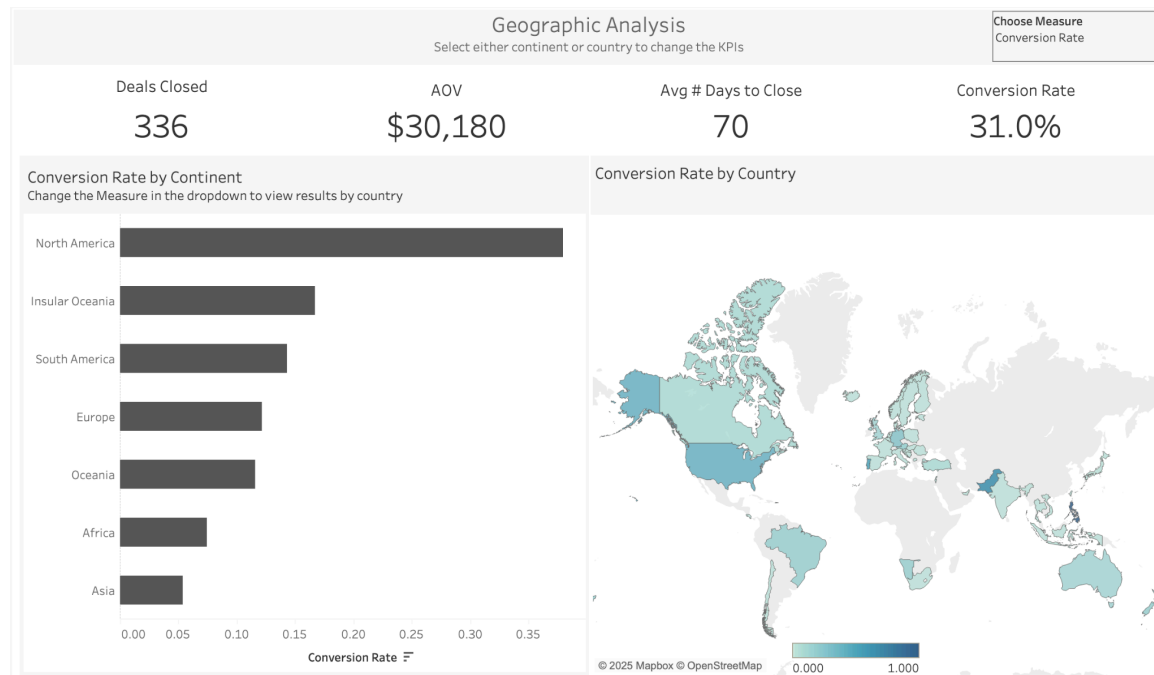 Geographic Analysis
Select either continent or country to change the KPIs
Choose Measure
Conversion Rate
Deals Closed
336
AOV
$30,180
Avg # Days to Close
70
Conversion Rate
31.0%
Conversion Rate by Continent
Change the Measure in the dropdown to view results by country
North America
Insular Oceania
South America
Europe
Oceania
Africa
Asia
0.00 0.05 0.10 0.15 0.20 0.25 0.30 0.35
Conversion Rate
Conversion Rate by Country
© 2025 Mapbox © OpenStreetMap
0.000 1.000